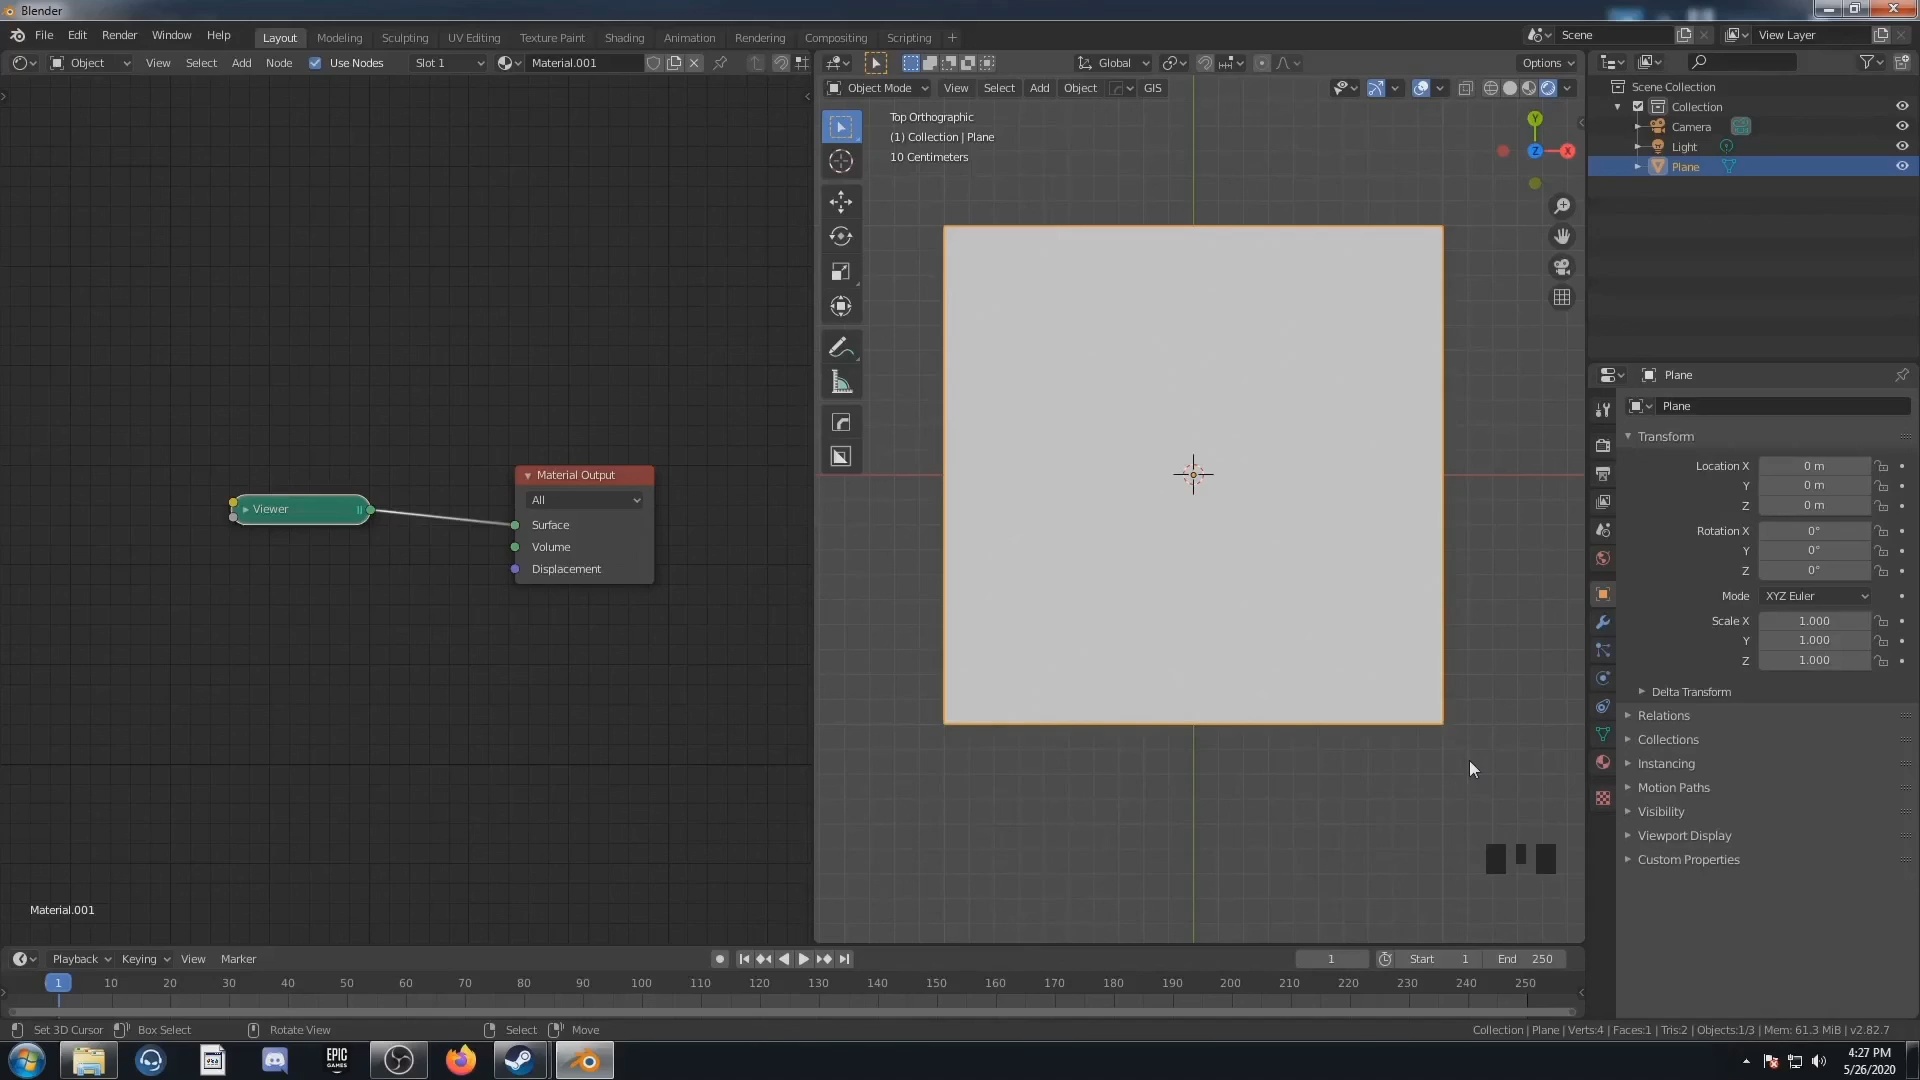 Blender
File Edit Render Window Help Layout Modeling Sculpting UV Editing Texture Paint Shading Animation Rendering Compositing Scripting + Scene View Layer
Object View Select Add Node Use Nodes Slot 1 Material.001 Global Options
Object Mode View Select Add Object GIS
Scene Collection
Collection
Camera
Light
Plane
Top Orthographic
(1) Collection | Plane
10 Centimeters
Y
Z
X
Viewer
Material Output
All
Surface
Volume
Displacement
Material.001
Plane
Plane
Transform
Location X 0 m
Y 0 m
Z 0 m
Rotation X 0°
Y 0°
Z 0°
Mode XYZ Euler
Scale X 1.000
Y 1.000
Z 1.000
Delta Transform
Relations
Collections
Instancing
Motion Paths
Visibility
Viewport Display
Custom Properties
Playback Keying View Marker 1 Start 1 End 250
1 10 20 30 40 50 60 70 80 90 100 110 120 130 140 150 160 170 180 190 200 210 220 230 240 250
Set 3D Cursor Box Select Rotate View Select Move Collection | Plane | Verts:4 | Faces:1 | Tris:2 | Objects:1/3 | Mem: 61.3 MiB | v2.82.7
EPIC
GAMES
4:27 PM
5/26/2020